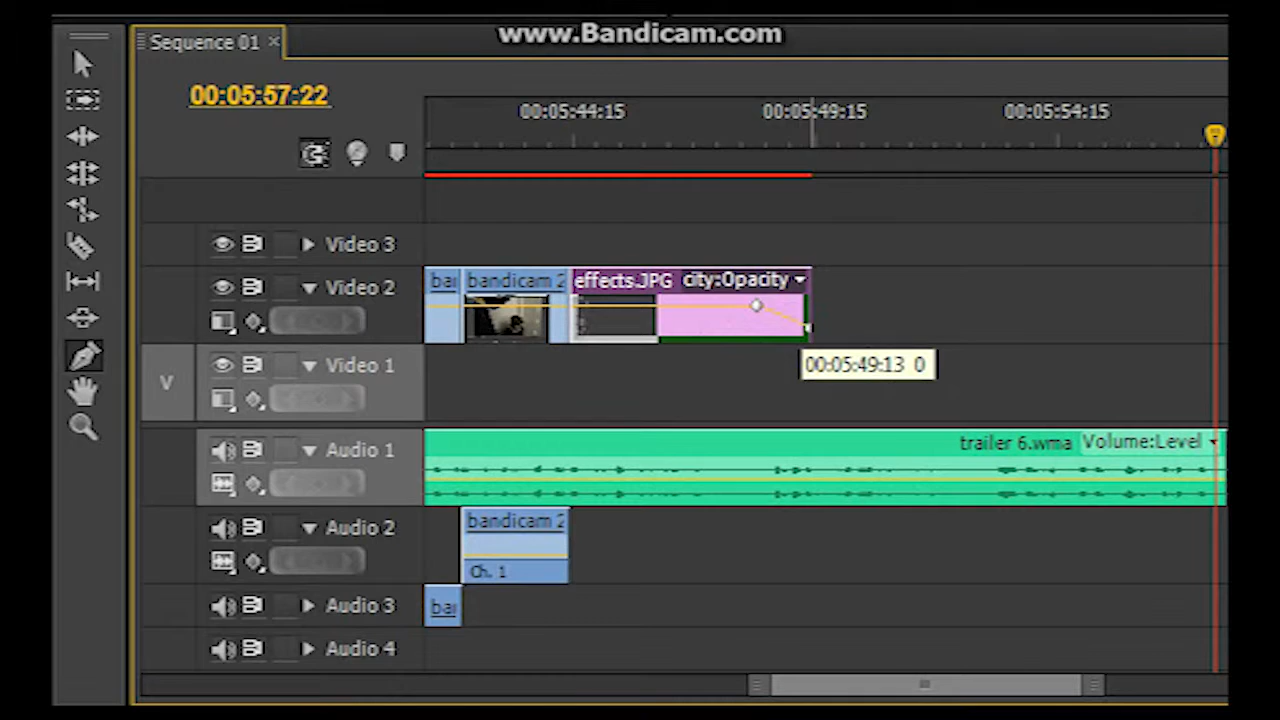 www.Bandicam.com
Sequence 01
00:05:57:22
00:05:44:15 00:05:49:15 00:05:54:15
Video 3
Video 2
bandicam 2
effects.JPG city:Opacity
00:05:49:13 0
V
Video 1
Audio 1
trailer 6.wma Volume:Level
Audio 2
bandicam 2
Ch. 1
Audio 3
Audio 4